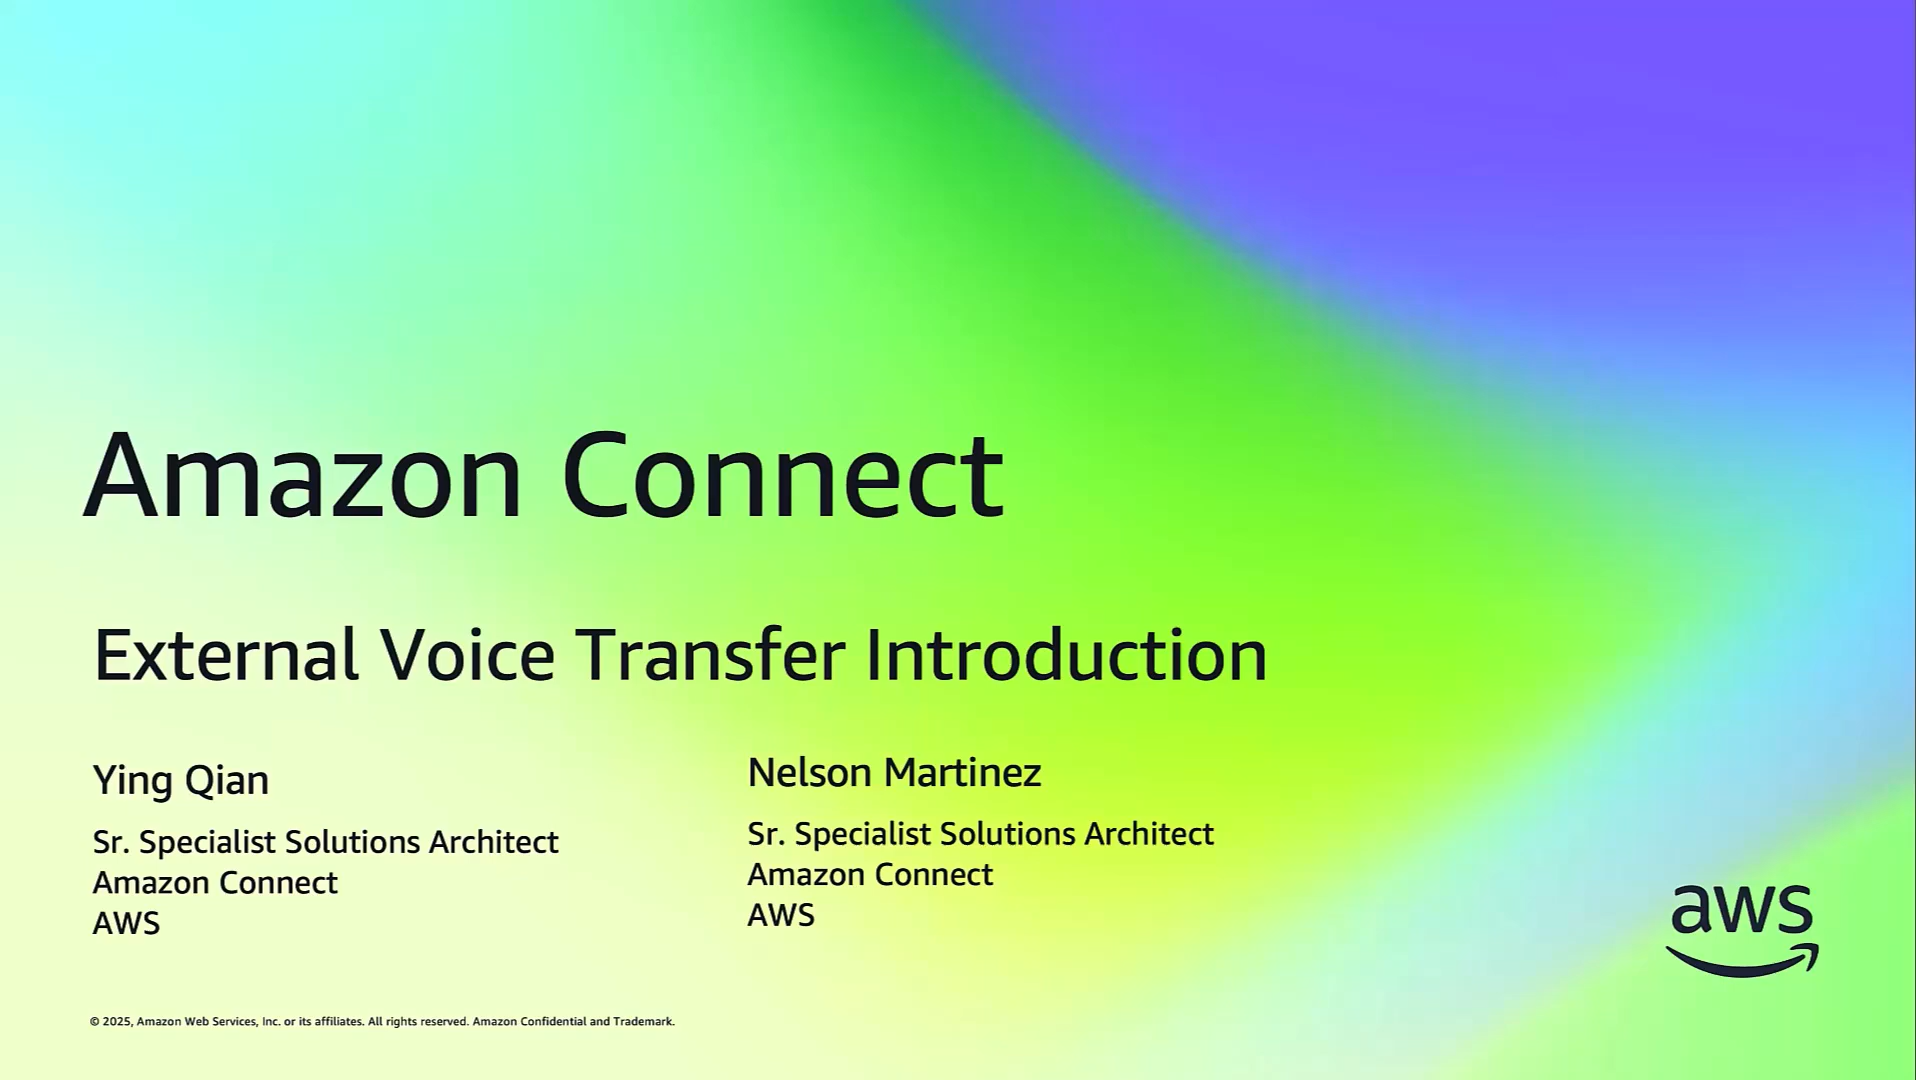 Amazon Connect
External Voice Transfer Introduction
Ying Qian
Sr. Specialist Solutions Architect
Amazon Connect
AWS
Nelson Martinez
Sr. Specialist Solutions Architect
Amazon Connect
AWS
aws
© 2025, Amazon Web Services, Inc. or its affiliates. All rights reserved. Amazon Confidential and Trademark.